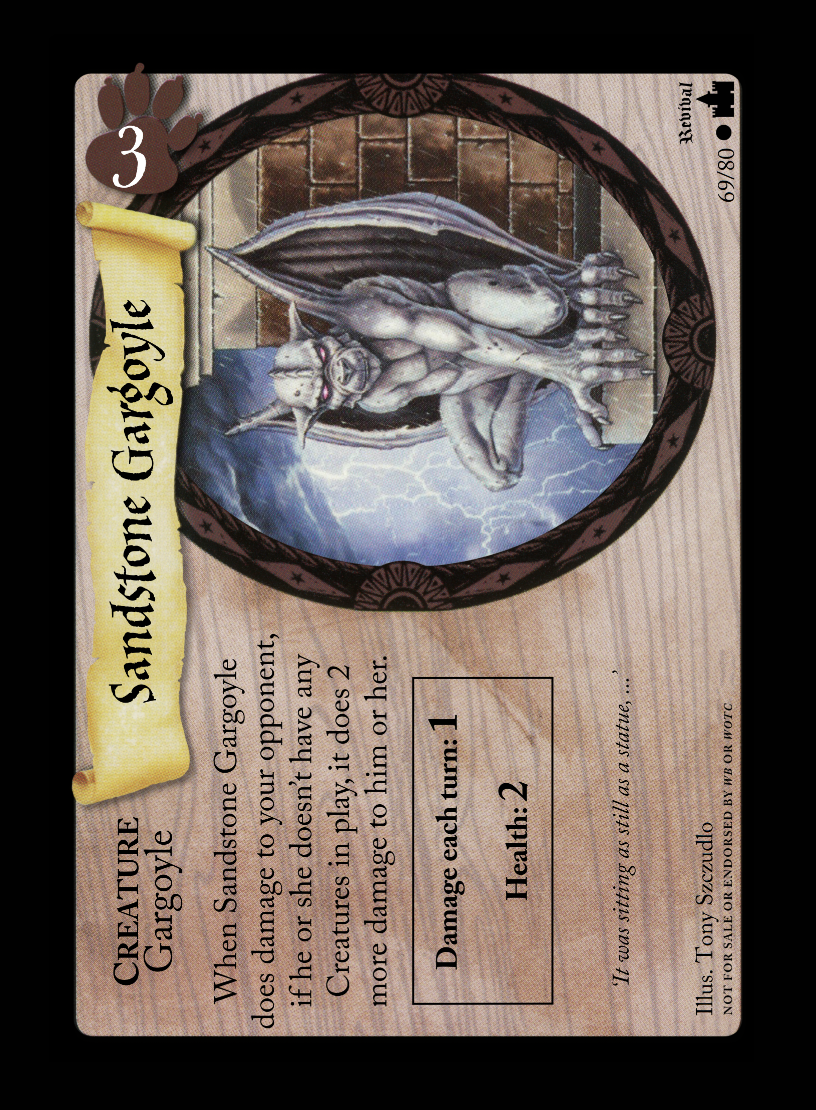 Sandstone Gargoyle
3
CREATURE
Gargoyle
When Sandstone Gargoyle
does damage to your opponent,
if he or she doesn't have any
Creatures in play, it does 2
more damage to him or her.
Damage each turn: 1
Health: 2
'It was sitting as still as a statue, ...'
Illus. Tony Szczudlo
NOT FOR SALE OR ENDORSED BY WB OR WOTC
Revival
69/80